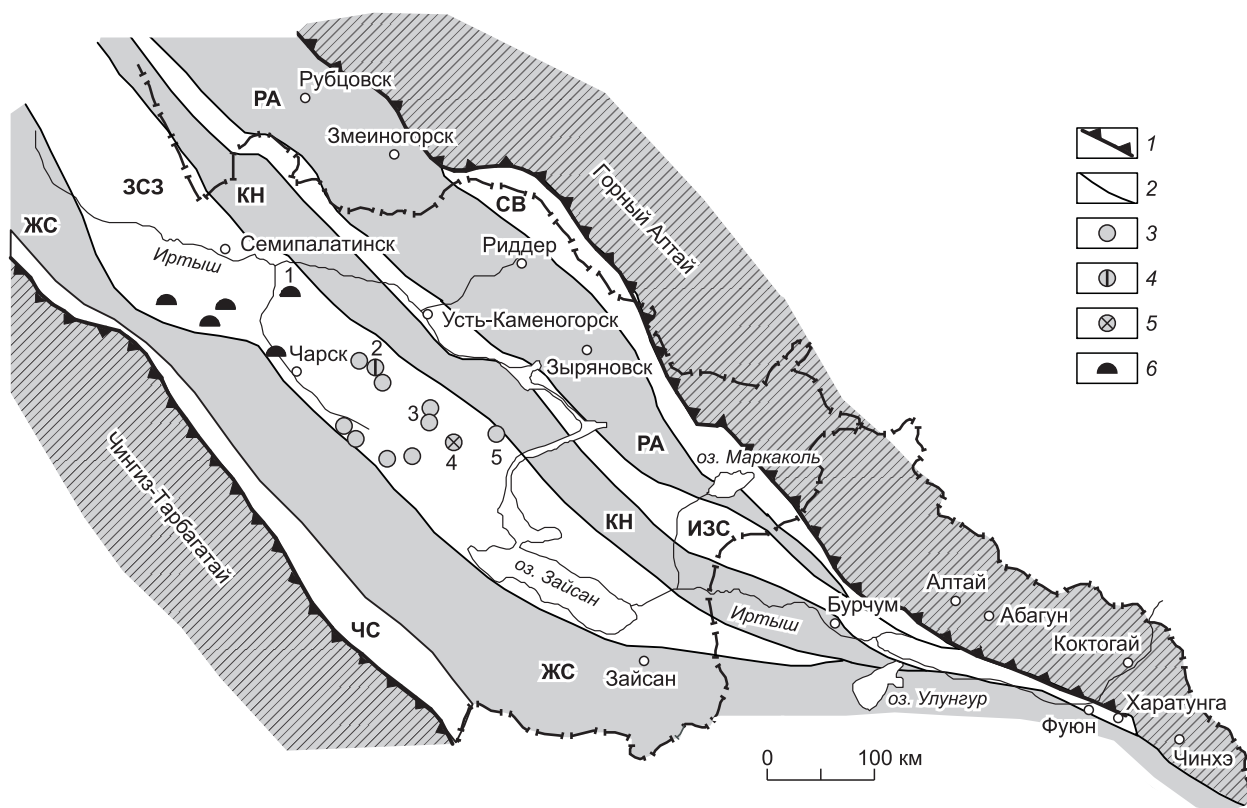 РА
Рубцовск
Змеиногорск
ЗСЗ
КН
ЖС
СВ
Горный Алтай
Семипалатинск
Иртыш
Риддер
1
Усть-Каменогорск
Чарск
2
Зыряновск
3
4
5
РА
оз. Маркаколь
Чингиз-Тарбагатай
КН
ИЗС
оз. Зайсан
Иртыш
Бурчум
Алтай
Абагун
Коктогай
ЧС
ЖС
Зайсан
оз. Улунгур
Фуюн
Харатунга
Чинхэ
0 100 км
1
2
3
4
5
6